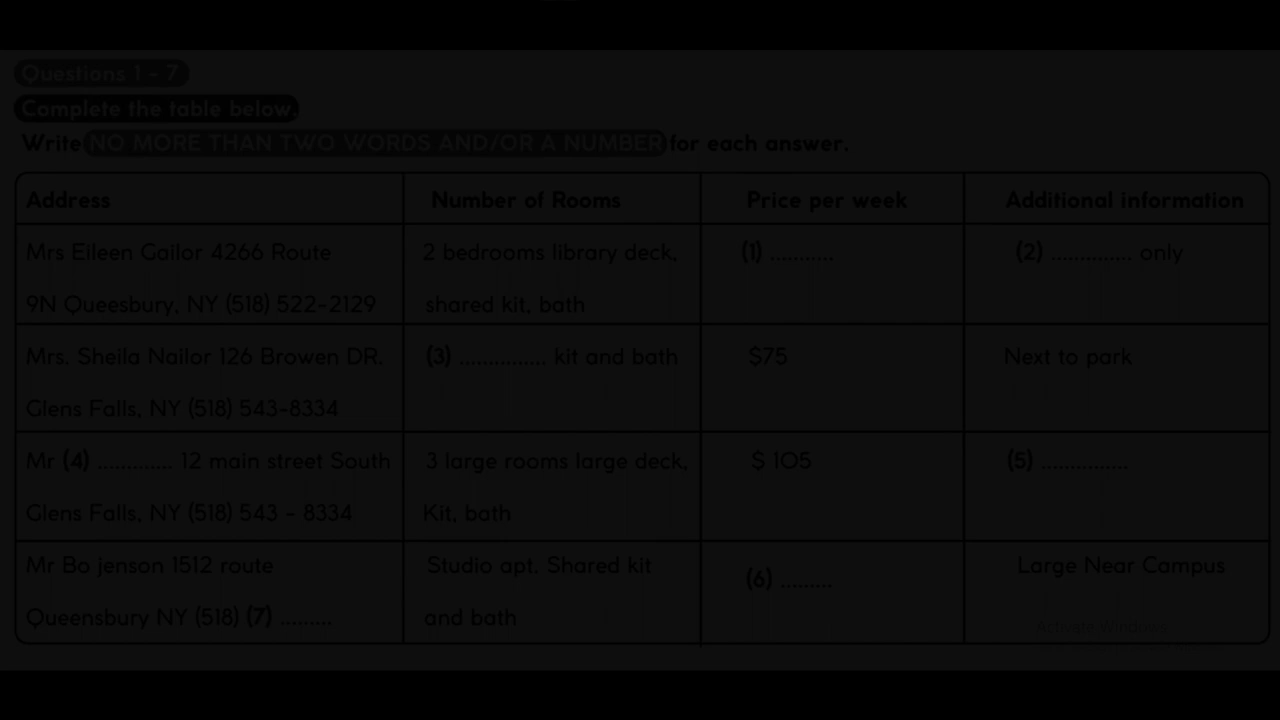 Questions 1 - 7
Complete the table below.
Write NO MORE THAN TWO WORDS AND/OR A NUMBER for each answer.
Address Number of Rooms Price per week Additional information
Mrs Eileen Gailor 4266 Route 2 bedrooms library deck, (1) ........... (2) .............. only
9N Queesbury, NY (518) 522-2129 shared kit, bath
Mrs. Sheila Nailor 126 Browen DR. (3) ............... kit and bath $75 Next to park
Glens Falls, NY (518) 543-8334
Mr (4) ............. 12 main street South 3 large rooms large deck, $ 105 (5) ...............
Glens Falls, NY (518) 543 - 8334 Kit, bath
Mr Bo jenson 1512 route Studio apt. Shared kit (6) ......... Large Near Campus
Queensbury NY (518) (7) ......... and bath
Activate Windows